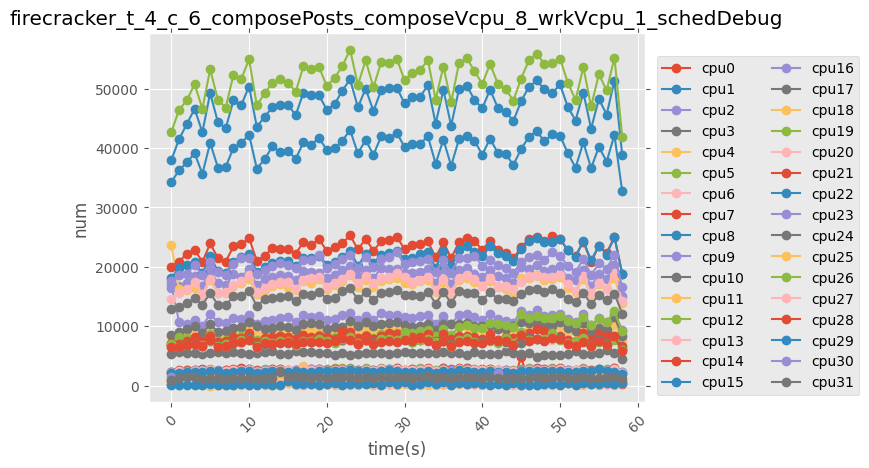 firecracker_t_4_c_6_composePosts_composeVcpu_8_wrkVcpu_1_schedDebug
50000
40000
30000
20000
10000
0
num
0
10
20
30
40
50
60
time(s)
cpu0
cpu1
cpu2
cpu3
cpu4
cpu5
cpu6
cpu7
cpu8
cpu9
cpu10
cpu11
cpu12
cpu13
cpu14
cpu15
cpu16
cpu17
cpu18
cpu19
cpu20
cpu21
cpu22
cpu23
cpu24
cpu25
cpu26
cpu27
cpu28
cpu29
cpu30
cpu31